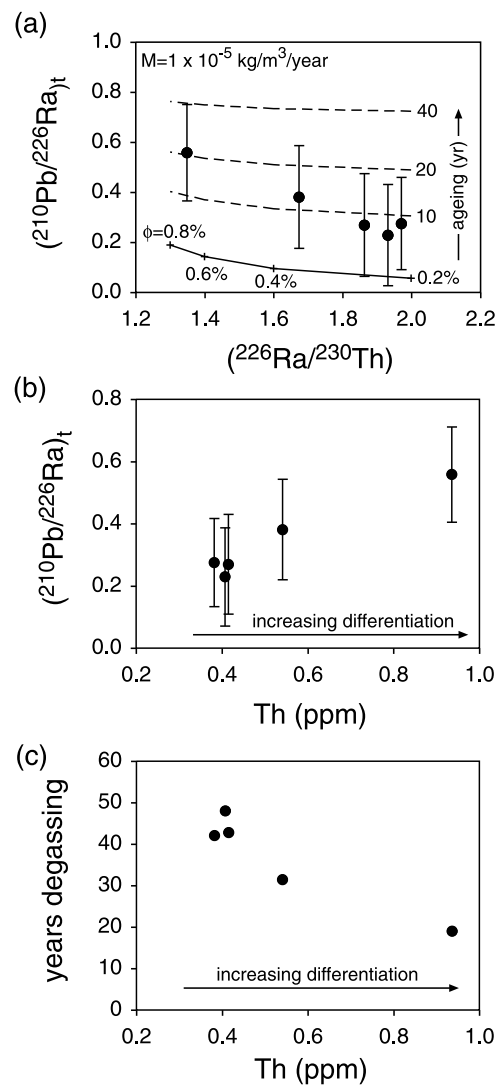 (a)
(²¹⁰Pb/²²⁶Ra)ₜ
1.0
0.8
0.6
0.4
0.2
0.0
M=1 x 10⁻⁵ kg/m³/year
40
20
10
ageing (yr)
ϕ=0.8%
0.6%
0.4%
0.2%
1.2 1.4 1.6 1.8 2.0 2.2
(²²⁶Ra/²³⁰Th)
(b)
(²¹⁰Pb/²²⁶Ra)ₜ
0.8
0.6
0.4
0.2
0.0
increasing differentiation
0.2 0.4 0.6 0.8 1.0
Th (ppm)
(c)
years degassing
60
50
40
30
20
10
0
increasing differentiation
0.2 0.4 0.6 0.8 1.0
Th (ppm)